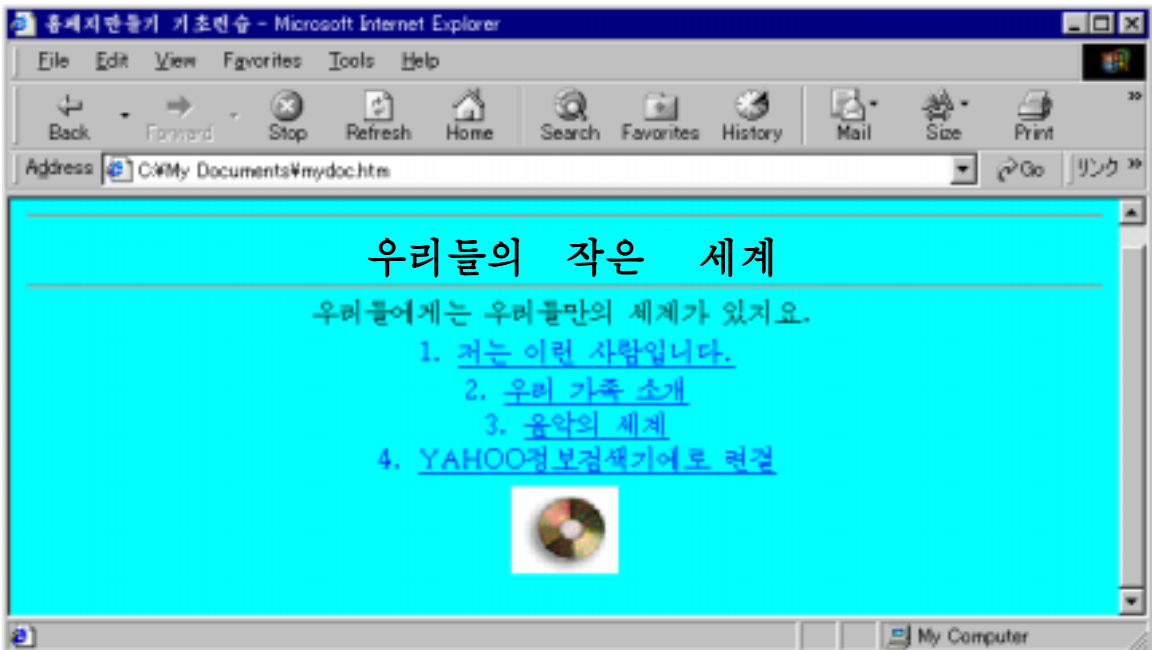 홈페지만들기 기초련습 - Microsoft Internet Explorer
File Edit View Favorites Tools Help
Back Forward Stop Refresh Home Search Favorites History Mail Size Print »
Address C:¥My Documents¥mydoc.htm Go リンク »
우리들의 작은 세계
우리들에게는 우리들만의 세계가 있지요.
1. 저는 이런 사람입니다.
2. 우리 가족 소개
3. 음악의 세계
4. YAHOO정보검색기에로 련결
My Computer